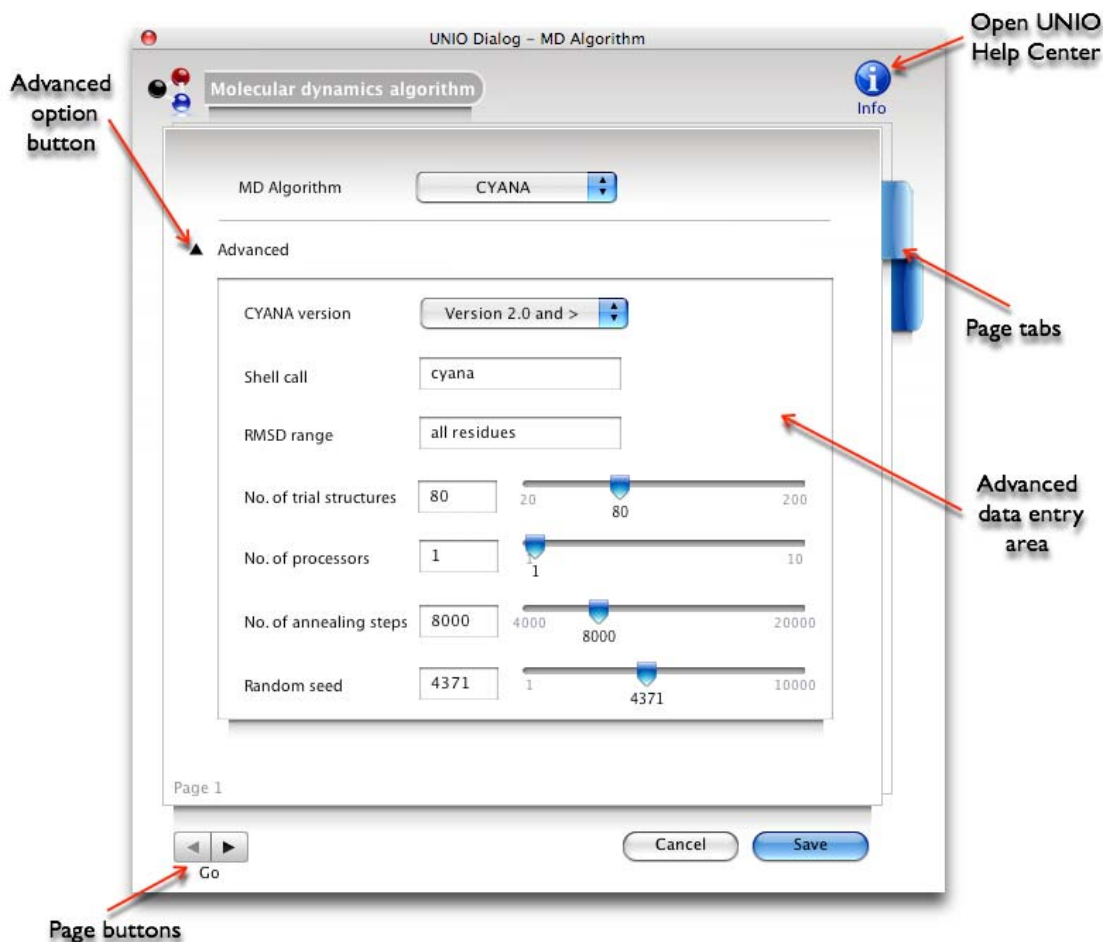 UNIO Dialog – MD Algorithm
Open UNIO
Help Center
Advanced
option
button
Molecular dynamics algorithm
Info
MD Algorithm
CYANA
Advanced
CYANA version
Version 2.0 and >
Page tabs
Shell call
cyana
RMSD range
all residues
No. of trial structures
80
20
80
200
Advanced
data entry
area
No. of processors
1
1
1
10
No. of annealing steps
8000
4000
8000
20000
Random seed
4371
1
4371
10000
Page 1
Go
Cancel
Save
Page buttons